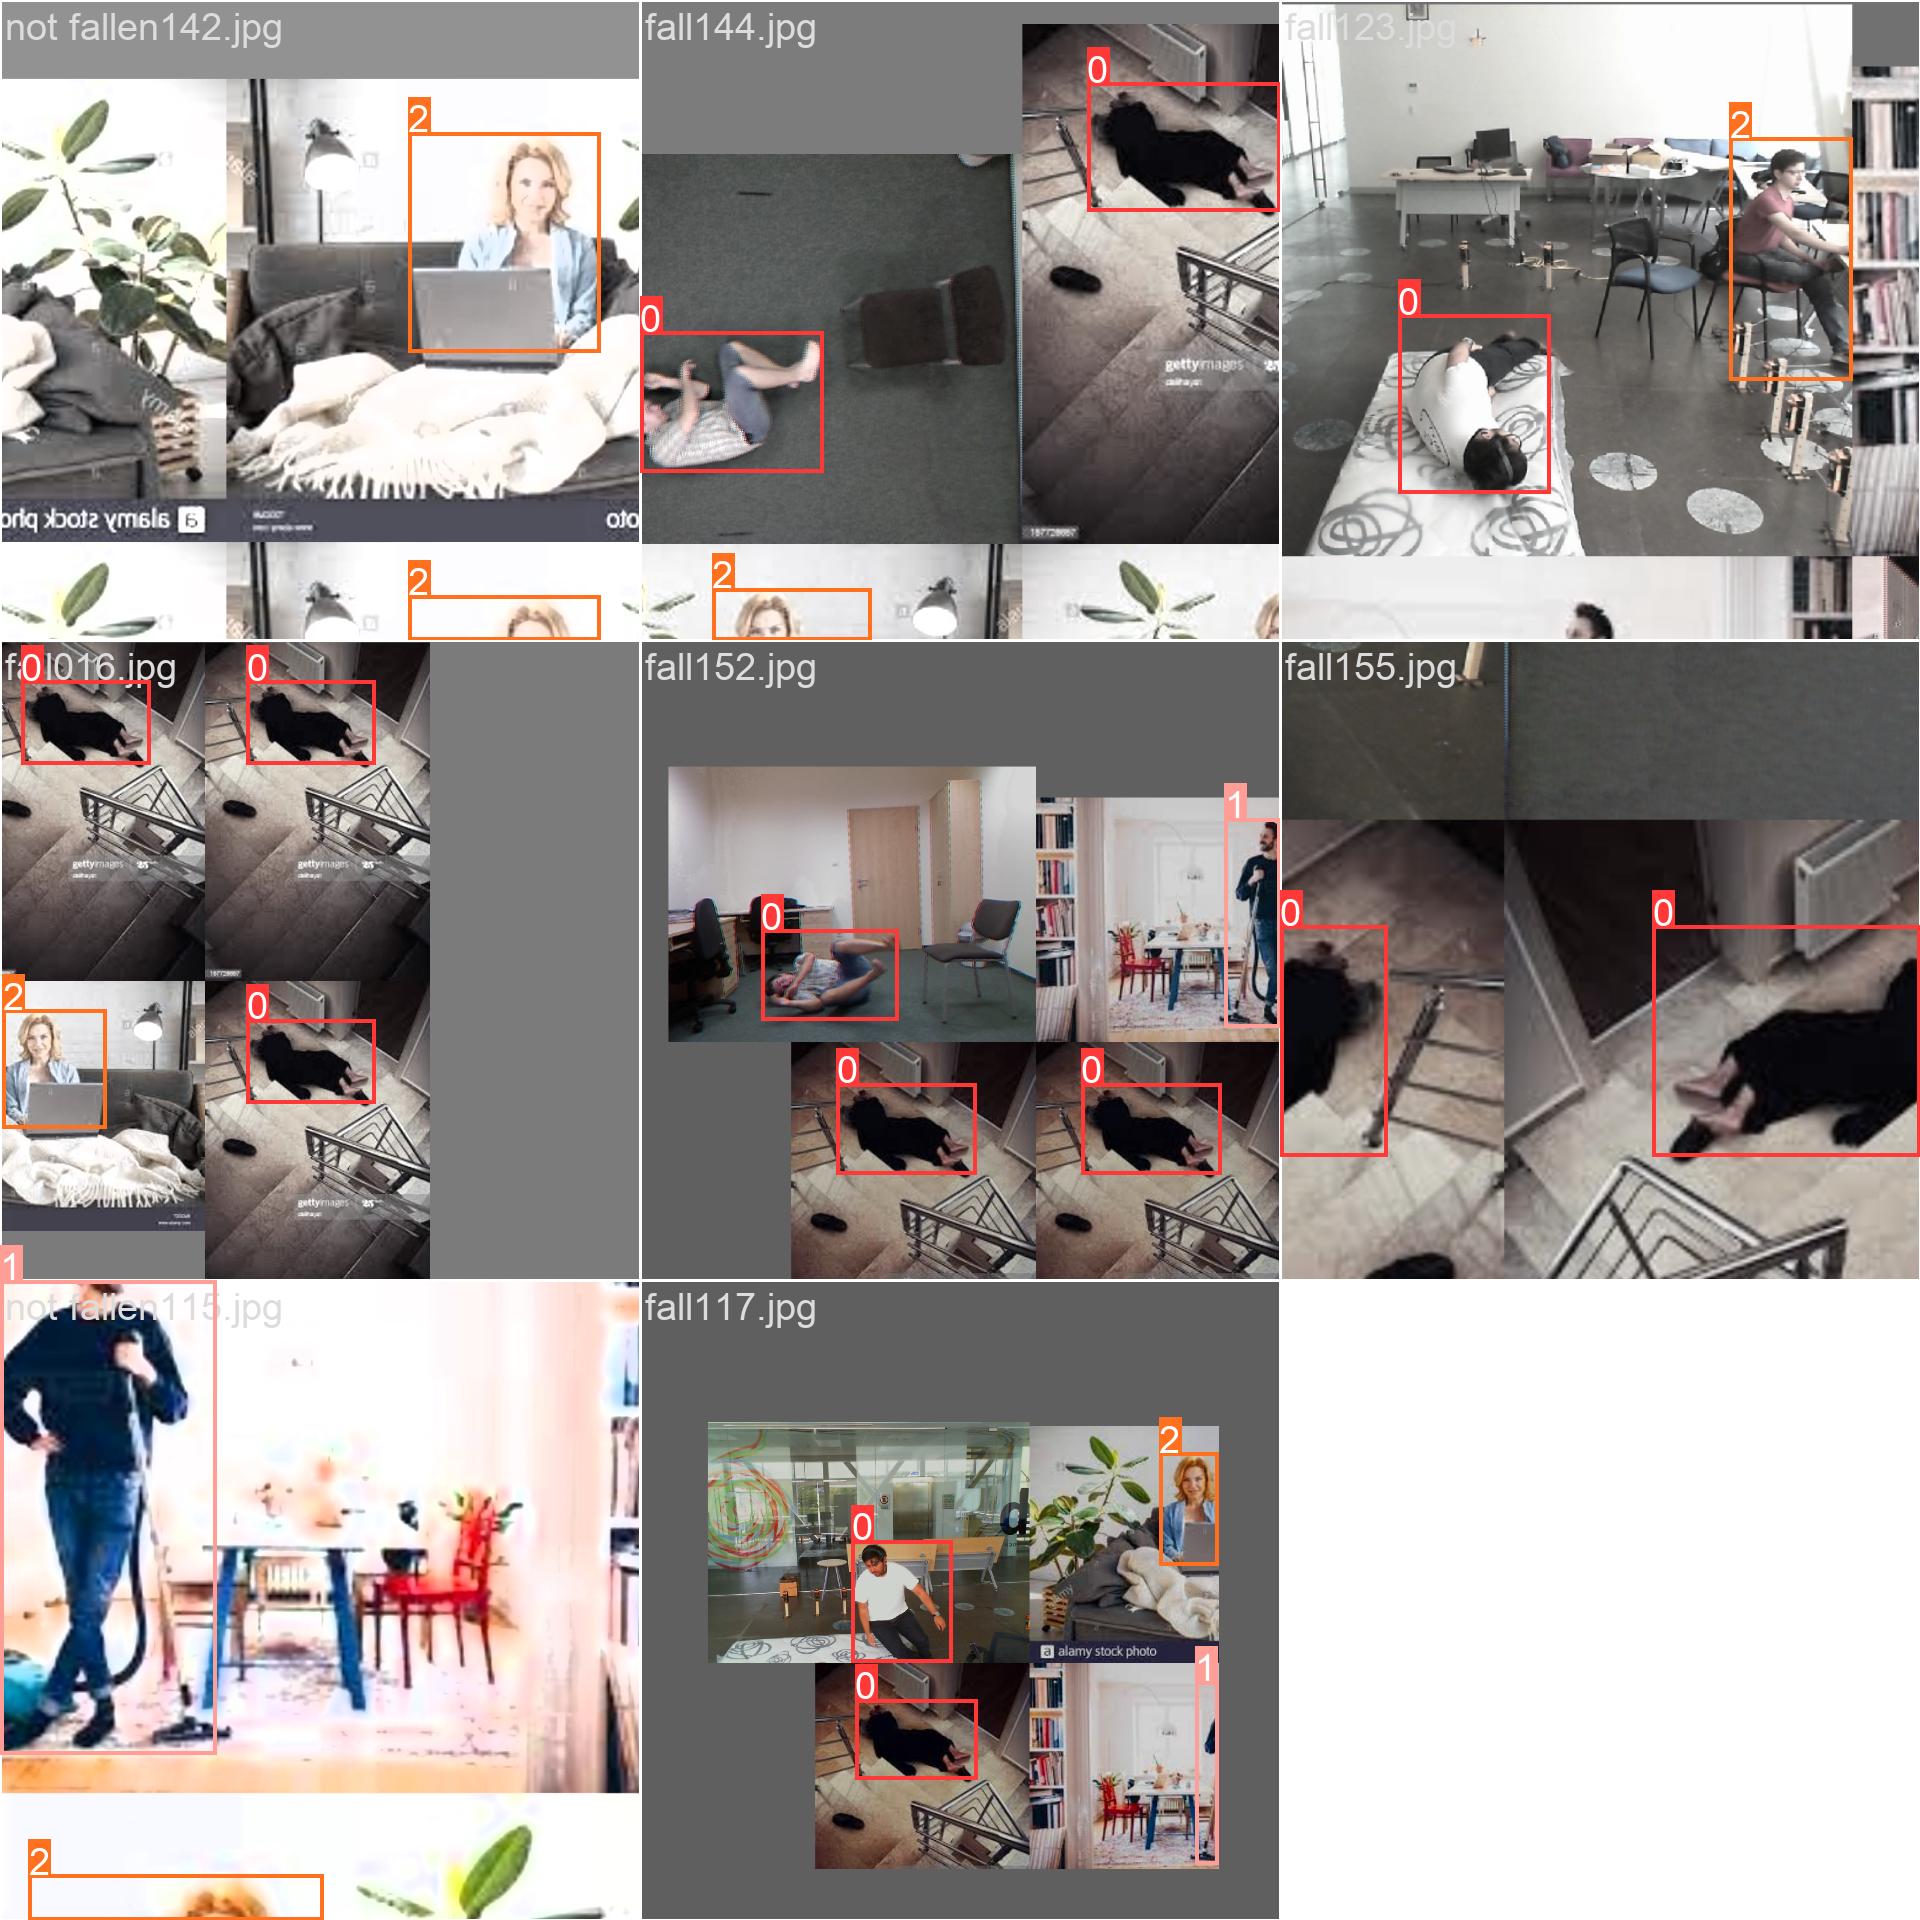 not fallen142.jpg
2
alamy stock pho
oto
2
fall144.jpg
0
0
gettyimages
187728697
2
fall123.jpg
2
0
fall016.jpg
0
0
gettyimages
gettyimages
2
0
gettyimages
1
fall152.jpg
0
1
0
0
fall155.jpg
0
0
not fallen115.jpg
2
fall117.jpg
0
2
d
a alamy stock photo
0
1